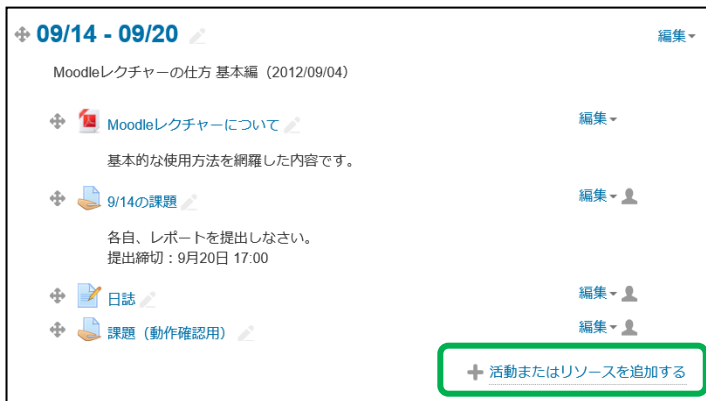 09/14 - 09/20 編集
Moodleレクチャーの仕方 基本編（2012/09/04）
Moodleレクチャーについて 編集
基本的な使用方法を網羅した内容です。
9/14の課題 編集
各自、レポートを提出しなさい。
提出締切：9月20日 17:00
日誌 編集
課題（動作確認用） 編集
活動またはリソースを追加する